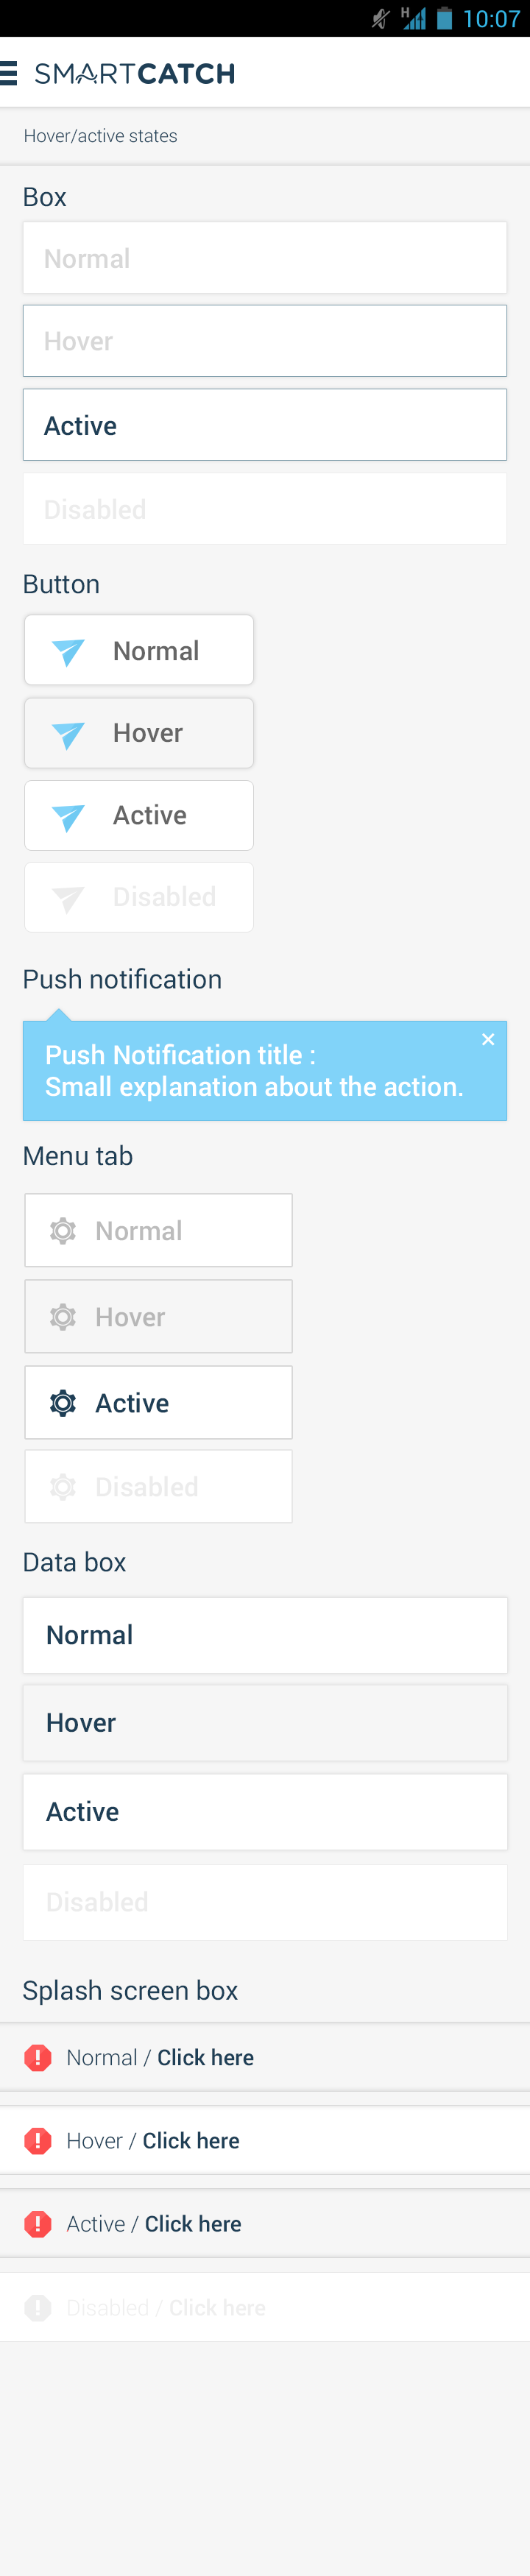 H 10:07
SMARTCATCH
Hover/active states
Box
Normal
Hover
Active
Disabled
Button
Normal
Hover
Active
Disabled
Push notification
Push Notification title :
Small explanation about the action.
Menu tab
Normal
Hover
Active
Disabled
Data box
Normal
Hover
Active
Disabled
Splash screen box
Normal / Click here
Hover / Click here
Active / Click here
Disabled / Click here